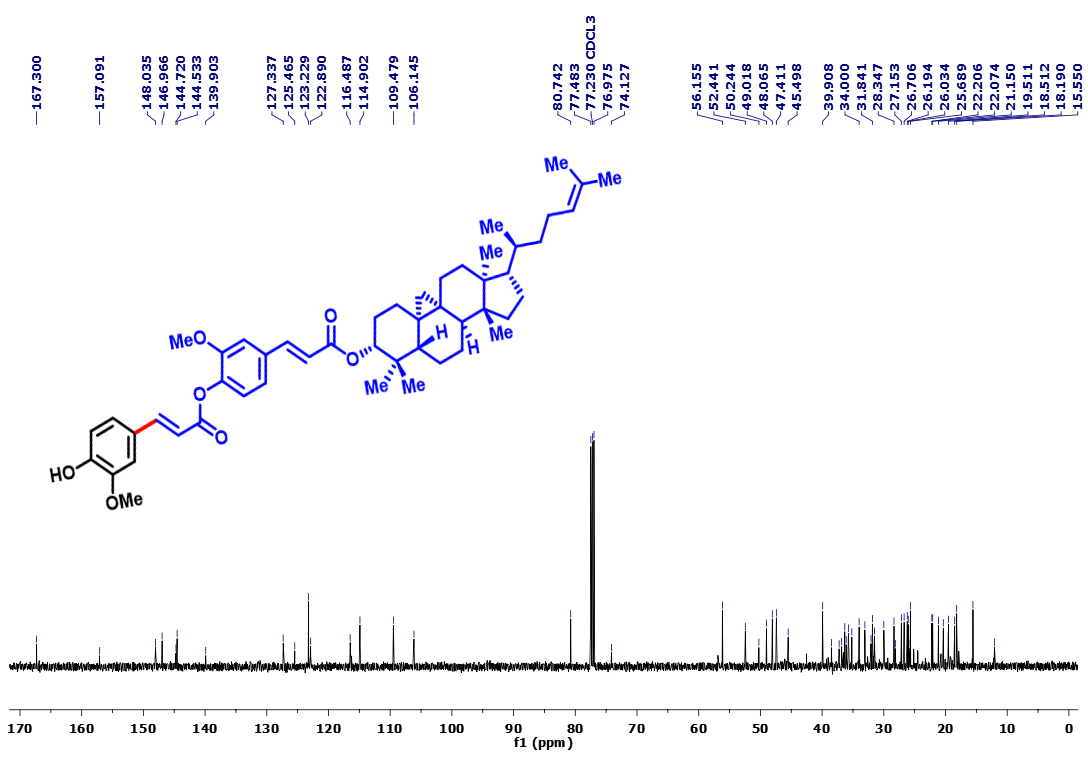 167.300
157.091
148.035
146.966
144.720
144.533
139.903
127.337
125.465
123.229
122.890
116.487
114.902
109.479
106.145
80.742
77.483
77.230 CDCL3
76.975
74.127
56.155
52.441
50.244
49.018
48.065
47.411
45.498
39.908
34.000
31.841
28.347
27.153
26.706
26.194
26.034
25.689
22.206
22.074
21.150
19.511
18.512
18.190
15.550
Me
Me
Me
Me
H
Me
H
O
MeO
O
Me
Me
O
O
HO
OMe
170 160 150 140 130 120 110 100 90 80 70 60 50 40 30 20 10 0
f1 (ppm)